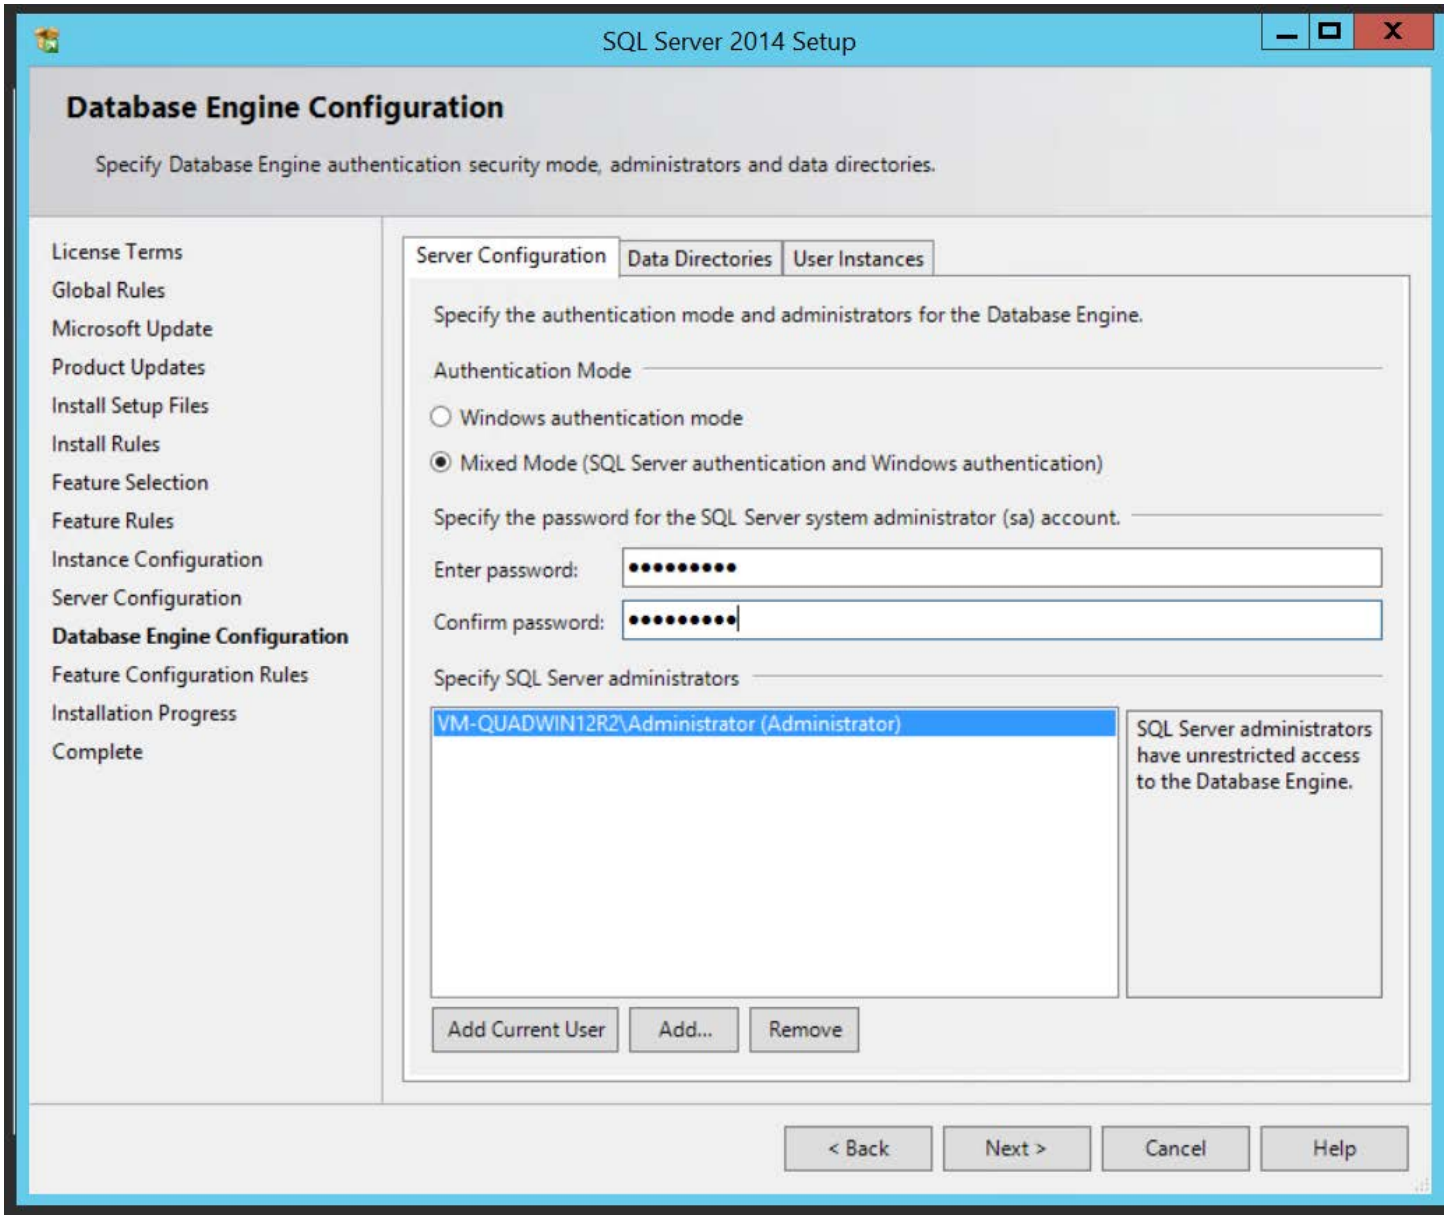 SQL Server 2014 Setup
X
Database Engine Configuration
Specify Database Engine authentication security mode, administrators and data directories.
License Terms
Global Rules
Microsoft Update
Product Updates
Install Setup Files
Install Rules
Feature Selection
Feature Rules
Instance Configuration
Server Configuration
Database Engine Configuration
Feature Configuration Rules
Installation Progress
Complete
Server Configuration
Data Directories
User Instances
Specify the authentication mode and administrators for the Database Engine.
Authentication Mode
Windows authentication mode
Mixed Mode (SQL Server authentication and Windows authentication)
Specify the password for the SQL Server system administrator (sa) account.
Enter password: ●●●●●●●●●
Confirm password: ●●●●●●●●●
Specify SQL Server administrators
VM-QUADWIN12R2\Administrator (Administrator)
SQL Server administrators
have unrestricted access
to the Database Engine.
Add Current User
Add...
Remove
< Back
Next >
Cancel
Help